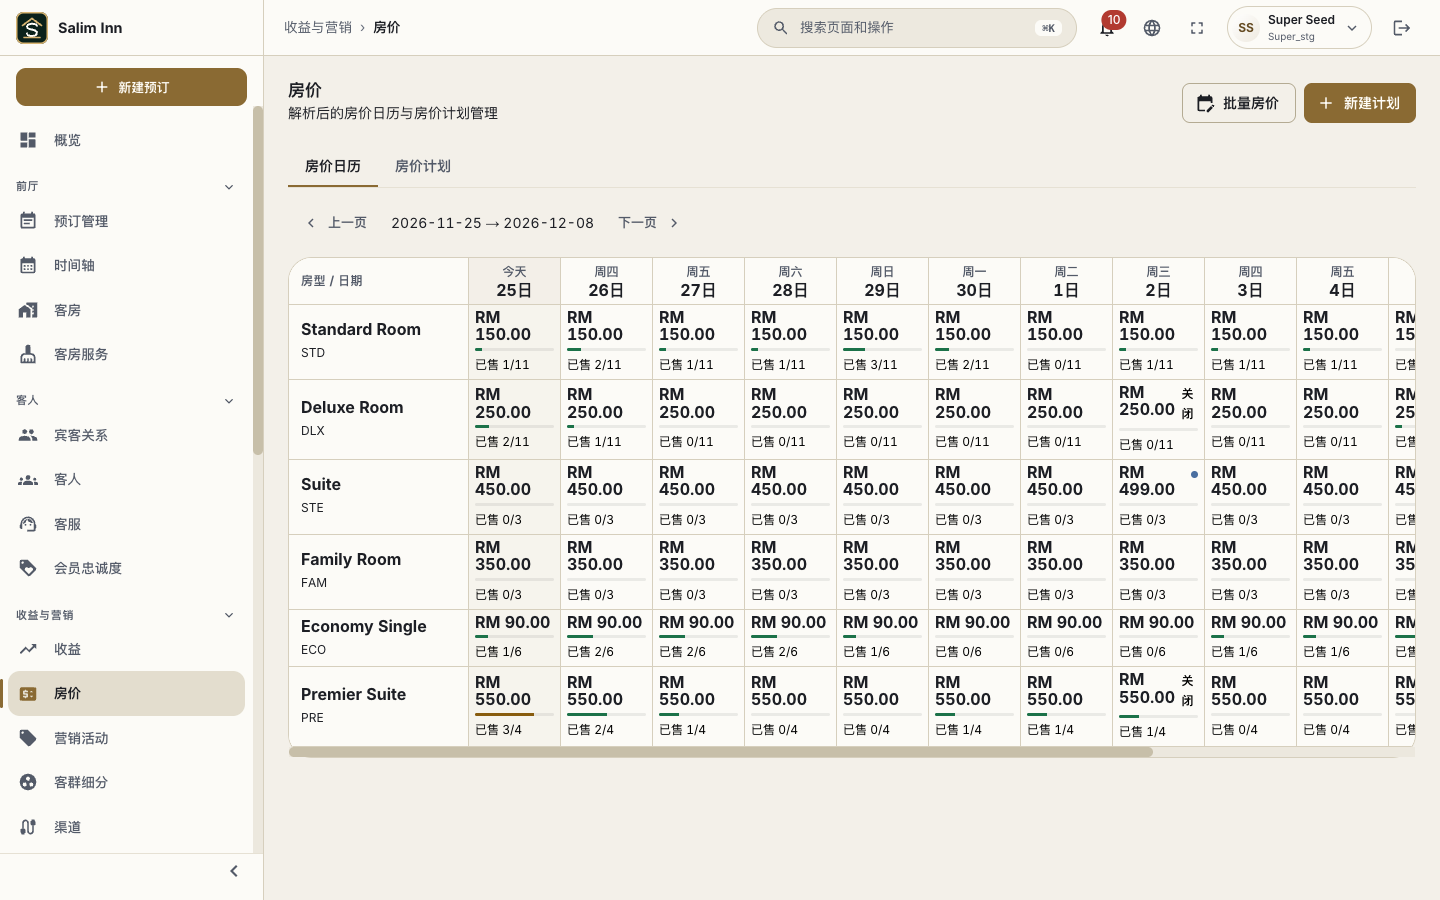 Salim Inn
收益与营销 › 房价
搜索页面和操作
⌘K
10
SS
Super Seed
Super_stg
新建预订
概览
前厅
预订管理
时间轴
客房
客房服务
客人
宾客关系
客人
客服
会员忠诚度
收益与营销
收益
房价
营销活动
客群细分
渠道
房价
解析后的房价日历与房价计划管理
批量房价
新建计划
房价日历 房价计划
上一页 2026-11-25 → 2026-12-08 下一页
房型 / 日期
今天 周四 周五 周六 周日 周一 周二 周三 周四 周五
25日 26日 27日 28日 29日 30日 1日 2日 3日 4日
Standard Room
STD
RM RM RM RM RM RM RM RM RM RM RM
150.00 150.00 150.00 150.00 150.00 150.00 150.00 150.00 150.00 150.00 15
已售 1/11 已售 2/11 已售 1/11 已售 1/11 已售 3/11 已售 2/11 已售 0/11 已售 1/11 已售 1/11 已售 1/11 已
Deluxe Room
DLX
RM RM RM RM RM RM RM RM 关 RM RM RM
250.00 250.00 250.00 250.00 250.00 250.00 250.00 250.00 闭 250.00 250.00 25
已售 2/11 已售 1/11 已售 0/11 已售 0/11 已售 0/11 已售 0/11 已售 0/11 已售 0/11 已售 0/11 已售 0/11 已
Suite
STE
RM RM RM RM RM RM RM RM RM RM RM
450.00 450.00 450.00 450.00 450.00 450.00 450.00 499.00 450.00 450.00 45
已售 0/3 已售 0/3 已售 0/3 已售 0/3 已售 0/3 已售 0/3 已售 0/3 已售 0/3 已售 0/3 已售 0/3 已
Family Room
FAM
RM RM RM RM RM RM RM RM RM RM RM
350.00 350.00 350.00 350.00 350.00 350.00 350.00 350.00 350.00 350.00 35
已售 0/3 已售 0/3 已售 0/3 已售 0/3 已售 0/3 已售 0/3 已售 0/3 已售 0/3 已售 0/3 已售 0/3 已
Economy Single
ECO
RM 90.00 RM 90.00 RM 90.00 RM 90.00 RM 90.00 RM 90.00 RM 90.00 RM 90.00 RM 90.00 RM 90.00 RM
已售 1/6 已售 2/6 已售 2/6 已售 2/6 已售 1/6 已售 0/6 已售 0/6 已售 0/6 已售 1/6 已售 1/6 已
Premier Suite
PRE
RM RM RM RM RM RM RM RM 关 RM RM RM
550.00 550.00 550.00 550.00 550.00 550.00 550.00 550.00 闭 550.00 550.00 55
已售 3/4 已售 2/4 已售 1/4 已售 0/4 已售 0/4 已售 1/4 已售 1/4 已售 1/4 已售 0/4 已售 0/4 已